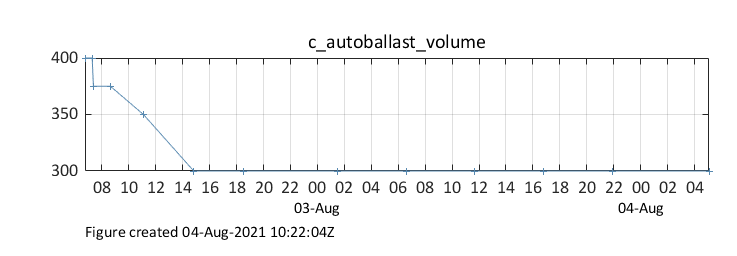 c_autoballast_volume
400
350
300
08 10 12 14 16 18 20 22 00 02 04 06 08 10 12 14 16 18 20 22 00 02 04
03-Aug 04-Aug
Figure created 04-Aug-2021 10:22:04Z